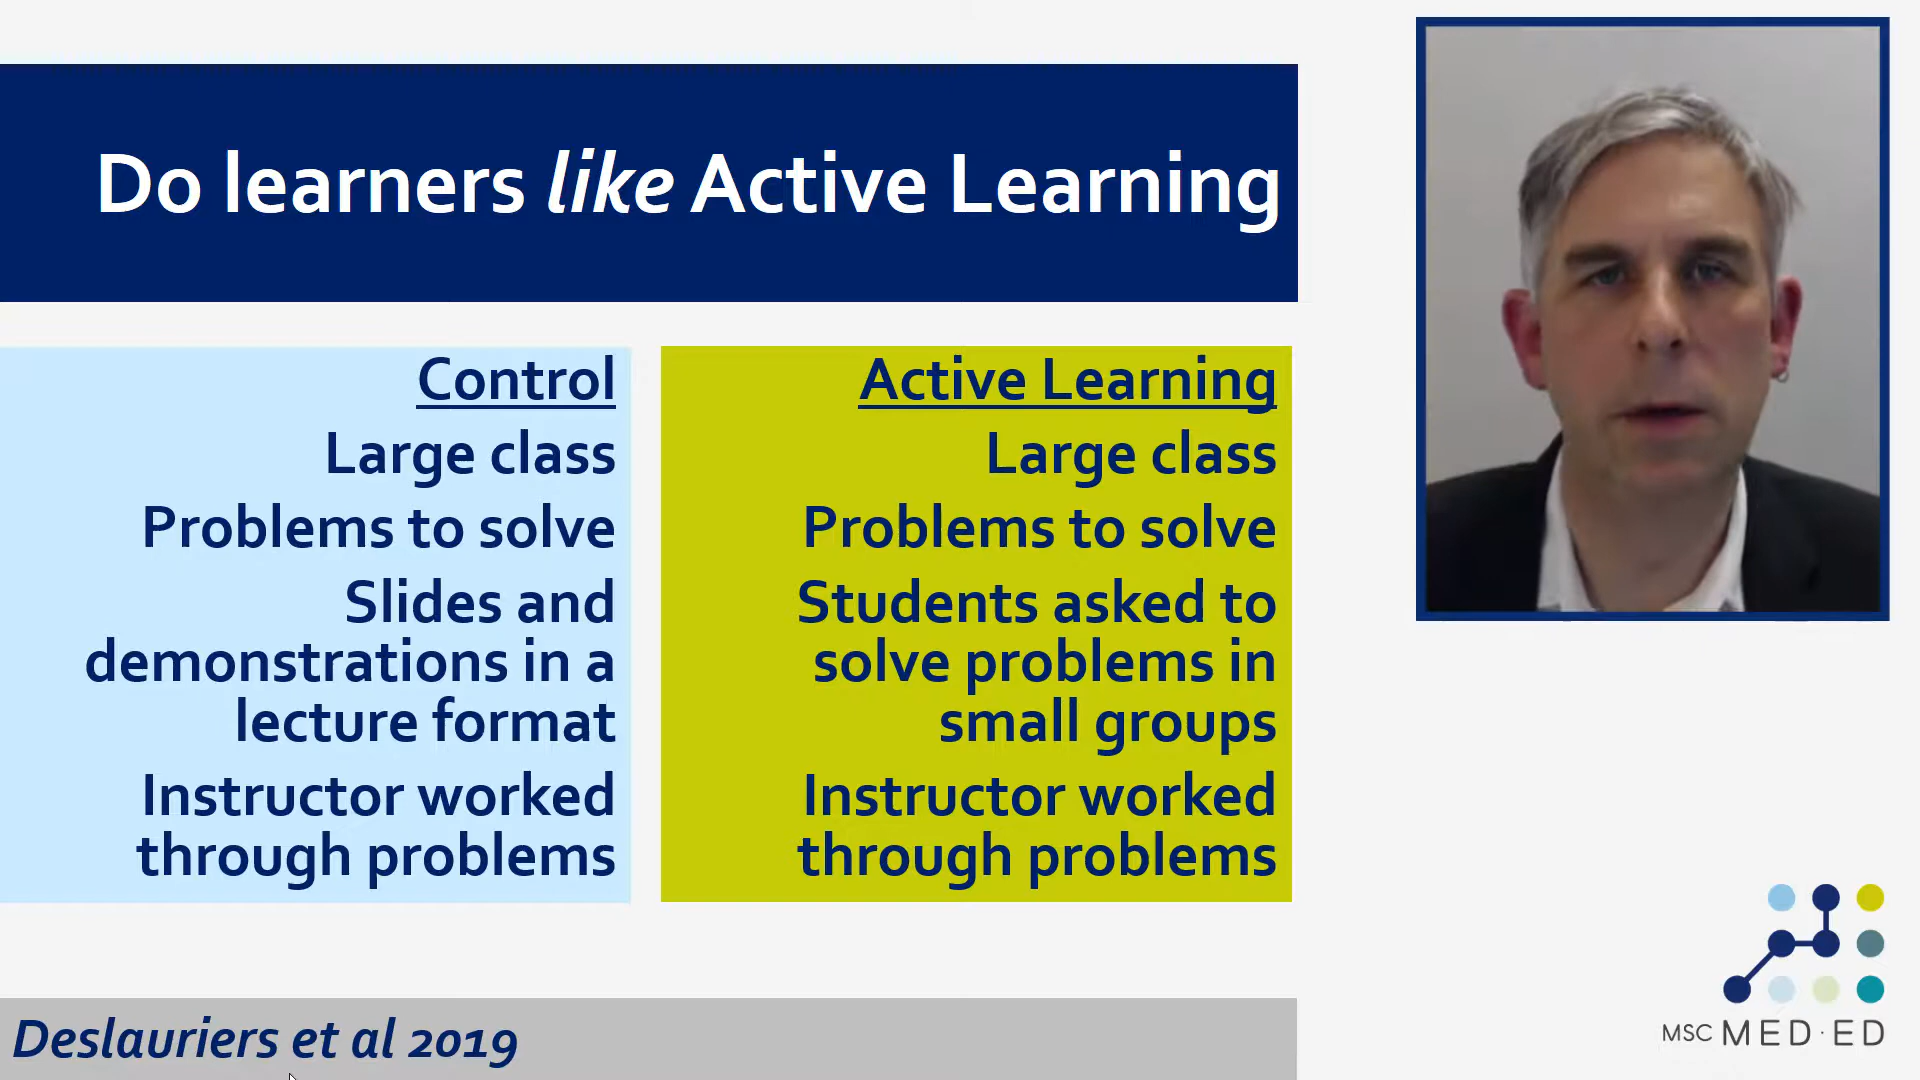 Do learners like Active Learning
Control
Large class
Problems to solve
Slides and
demonstrations in a
lecture format
Instructor worked
through problems
Active Learning
Large class
Problems to solve
Students asked to
solve problems in
small groups
Instructor worked
through problems
Deslauriers et al 2019
MSC MED·ED